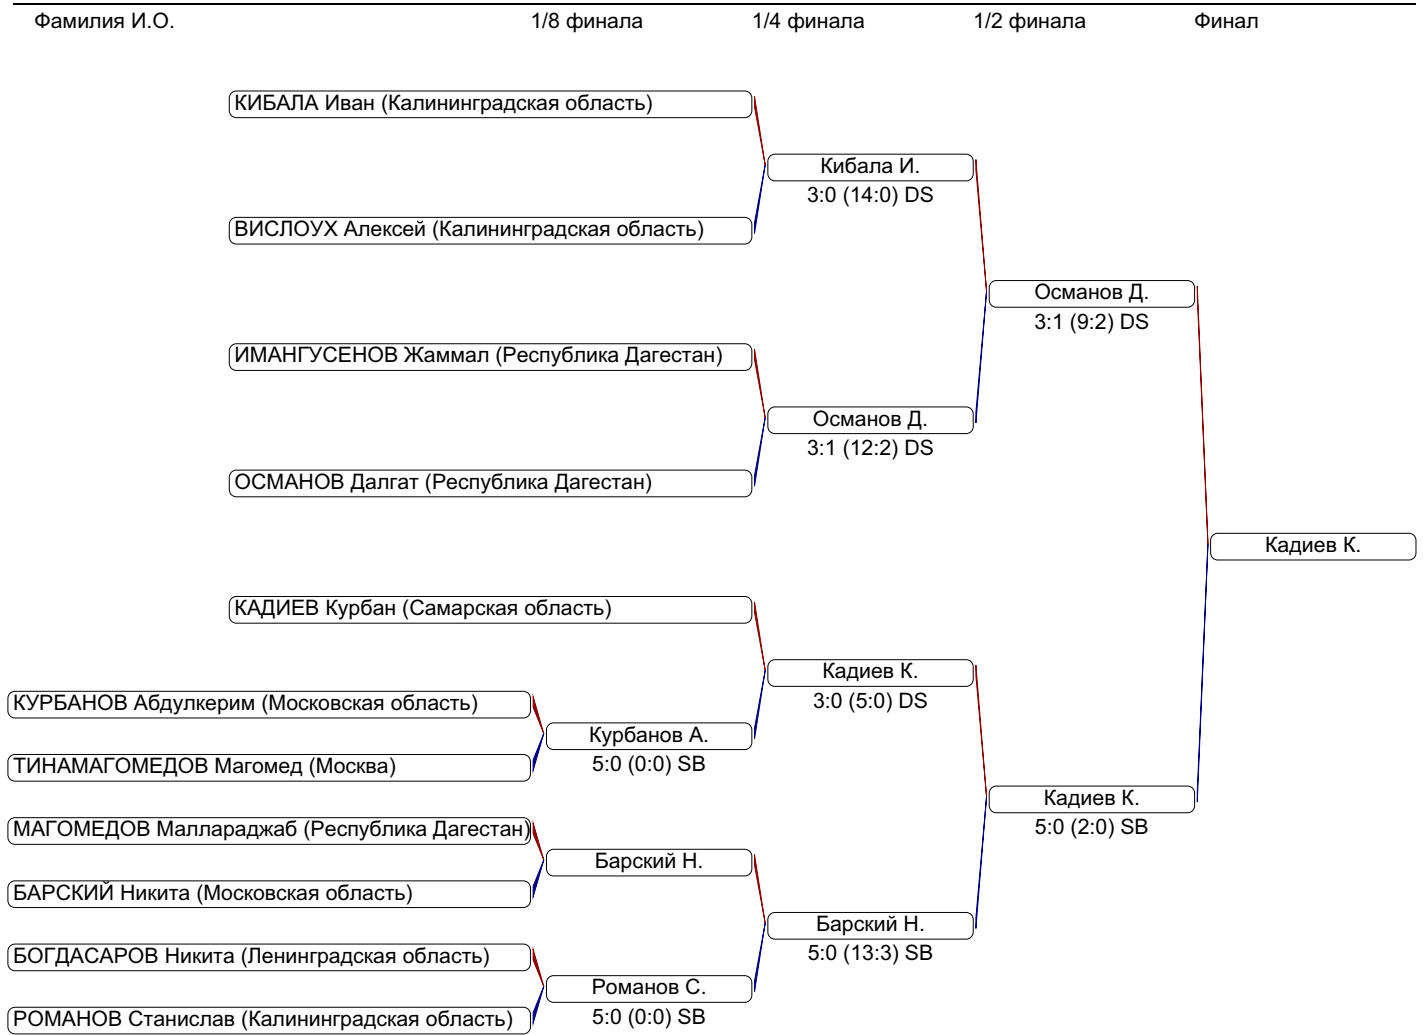 Фамилия И.О. 1/8 финала 1/4 финала 1/2 финала Финал
КИБАЛА Иван (Калининградская область)
Кибала И.
3:0 (14:0) DS
ВИСЛОУХ Алексей (Калининградская область)
Османов Д.
3:1 (9:2) DS
ИМАНГУСЕНОВ Жаммал (Республика Дагестан)
Османов Д.
3:1 (12:2) DS
ОСМАНОВ Далгат (Республика Дагестан)
Кадиев К.
КАДИЕВ Курбан (Самарская область)
Кадиев К.
3:0 (5:0) DS
КУРБАНОВ Абдулкерим (Московская область)
Курбанов А.
5:0 (0:0) SB
ТИНАМАГОМЕДОВ Магомед (Москва)
Кадиев К.
5:0 (2:0) SB
МАГОМЕДОВ Маллараджаб (Республика Дагестан)
Барский Н.
БАРСКИЙ Никита (Московская область)
Барский Н.
5:0 (13:3) SB
БОГДАСАРОВ Никита (Ленинградская область)
Романов С.
5:0 (0:0) SB
РОМАНОВ Станислав (Калининградская область)